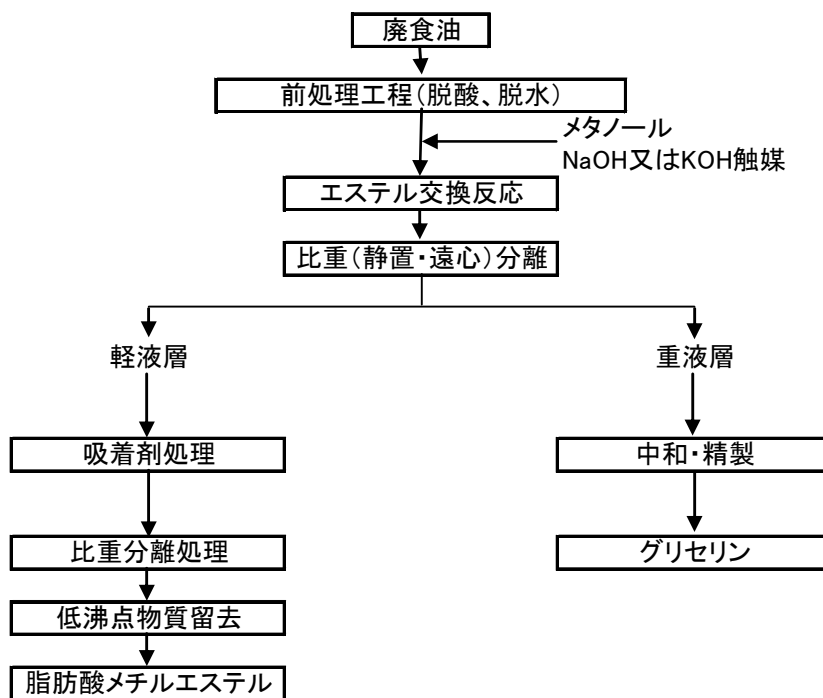 廃食油
前処理工程(脱酸、脱水)
メタノール
NaOH又はKOH触媒
エステル交換反応
比重(静置・遠心)分離
軽液層
重液層
吸着剤処理
中和・精製
比重分離処理
グリセリン
低沸点物質留去
脂肪酸メチルエステル